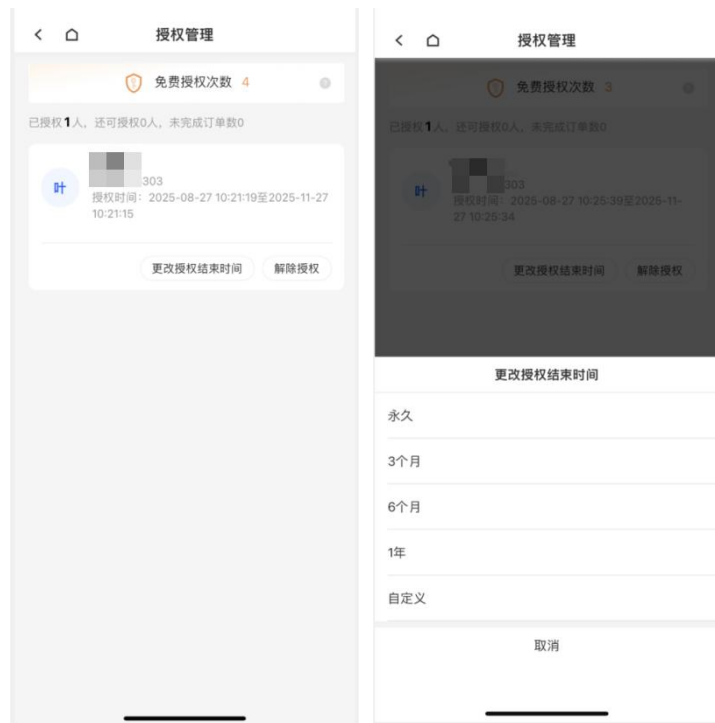 授权管理
免费授权次数 4
已授权1人，还可授权0人，未完成订单数0
叶
303
授权时间：2025-08-27 10:21:19至2025-11-27
10:21:15
更改授权结束时间
解除授权
授权管理
免费授权次数 3
已授权1人，还可授权0人，未完成订单数0
叶
303
授权时间：2025-08-27 10:25:39至2025-11-
27 10:25:34
更改授权结束时间
解除授权
更改授权结束时间
永久
3个月
6个月
1年
自定义
取消